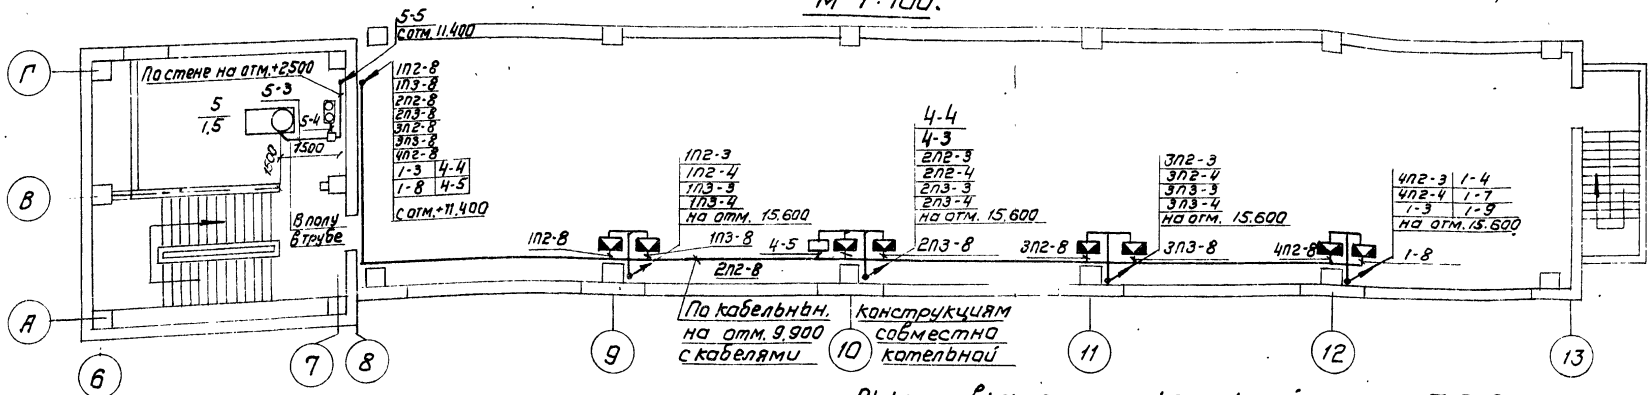 М 1:100.
5-5
С отм. 11.400
Г
По стене на отм.+2500
5-3
5
1,5
5-4
1500
1500
1п2-8
1п3-8
2п2-8
2п3-8
3п2-8
3п3-8
4п2-8
1-3 4-4
1-8 4-5
С отм.+11,400
В
В полу
в трубе
1п2-3
1п2-4
1п3-3
1п3-4
на отм. 15.600
4-4
4-3
2п2-3
2п2-4
2п3-3
2п3-4
на отм. 15,600
3п2-3
3п2-4
3п3-3
3п3-4
на отм. 15.600
4п2-3 1-4
4п2-4 1-7
1-3 1-9
на отм. 15.600
1п2-8
1п3-8
4-5
2п3-8
3п2-8
3п3-8
4п2-8
1-8
2п2-8
По кабельнын. конструкциям
на отм. 9,900 совместна
с кабелями котельной
А
6
7
8
9
10
11
12
13